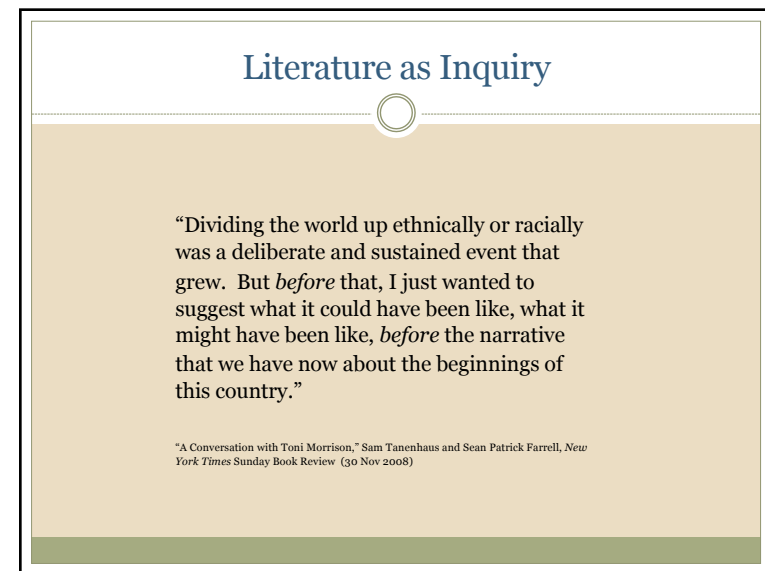 Literature as Inquiry
“Dividing the world up ethnically or racially
was a deliberate and sustained event that
grew.  But before that, I just wanted to
suggest what it could have been like, what it
might have been like, before the narrative
that we have now about the beginnings of
this country.”
“A Conversation with Toni Morrison,” Sam Tanenhaus and Sean Patrick Farrell, New
York Times Sunday Book Review  (30 Nov 2008)